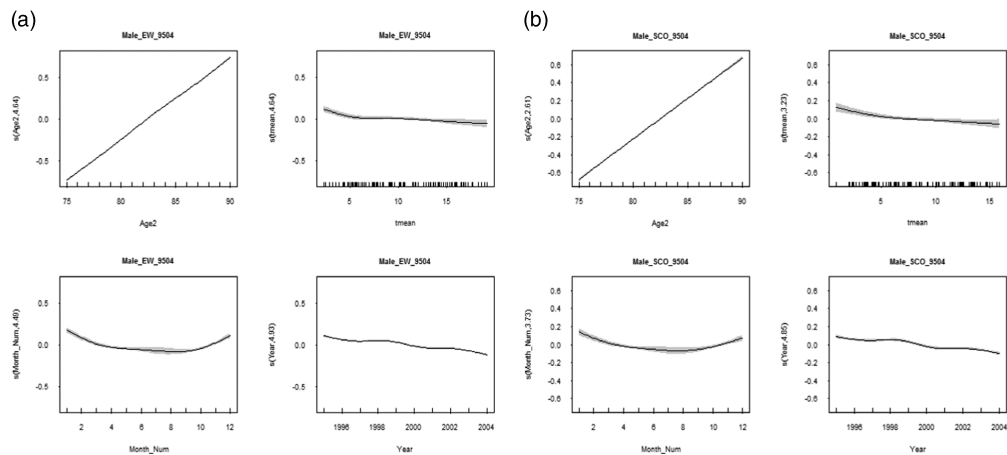 (a)
(b)
Male_EW_9504
0.5
0.0
-0.5
s(Age2,4.64)
75
80
85
90
Age2
Male_EW_9504
0.5
0.0
-0.5
s(tmean,4.64)
5
10
15
tmean
Male_SCO_9504
0.6
0.4
0.2
0.0
-0.2
-0.4
-0.6
s(Age2,2.61)
75
80
85
90
Age2
Male_SCO_9504
0.6
0.4
0.2
0.0
-0.2
-0.4
-0.6
s(tmean,3.23)
5
10
15
tmean
Male_EW_9504
0.5
0.0
-0.5
s(Month_Num,4.49)
2
4
6
8
10
12
Month_Num
Male_EW_9504
0.5
0.0
-0.5
s(Year,4.93)
1996
1998
2000
2002
2004
Year
Male_SCO_9504
0.6
0.4
0.2
0.0
-0.2
-0.4
-0.6
s(Month_Num,3.73)
2
4
6
8
10
12
Month_Num
Male_SCO_9504
0.6
0.4
0.2
0.0
-0.2
-0.4
-0.6
s(Year,4.85)
1996
1998
2000
2002
2004
Year